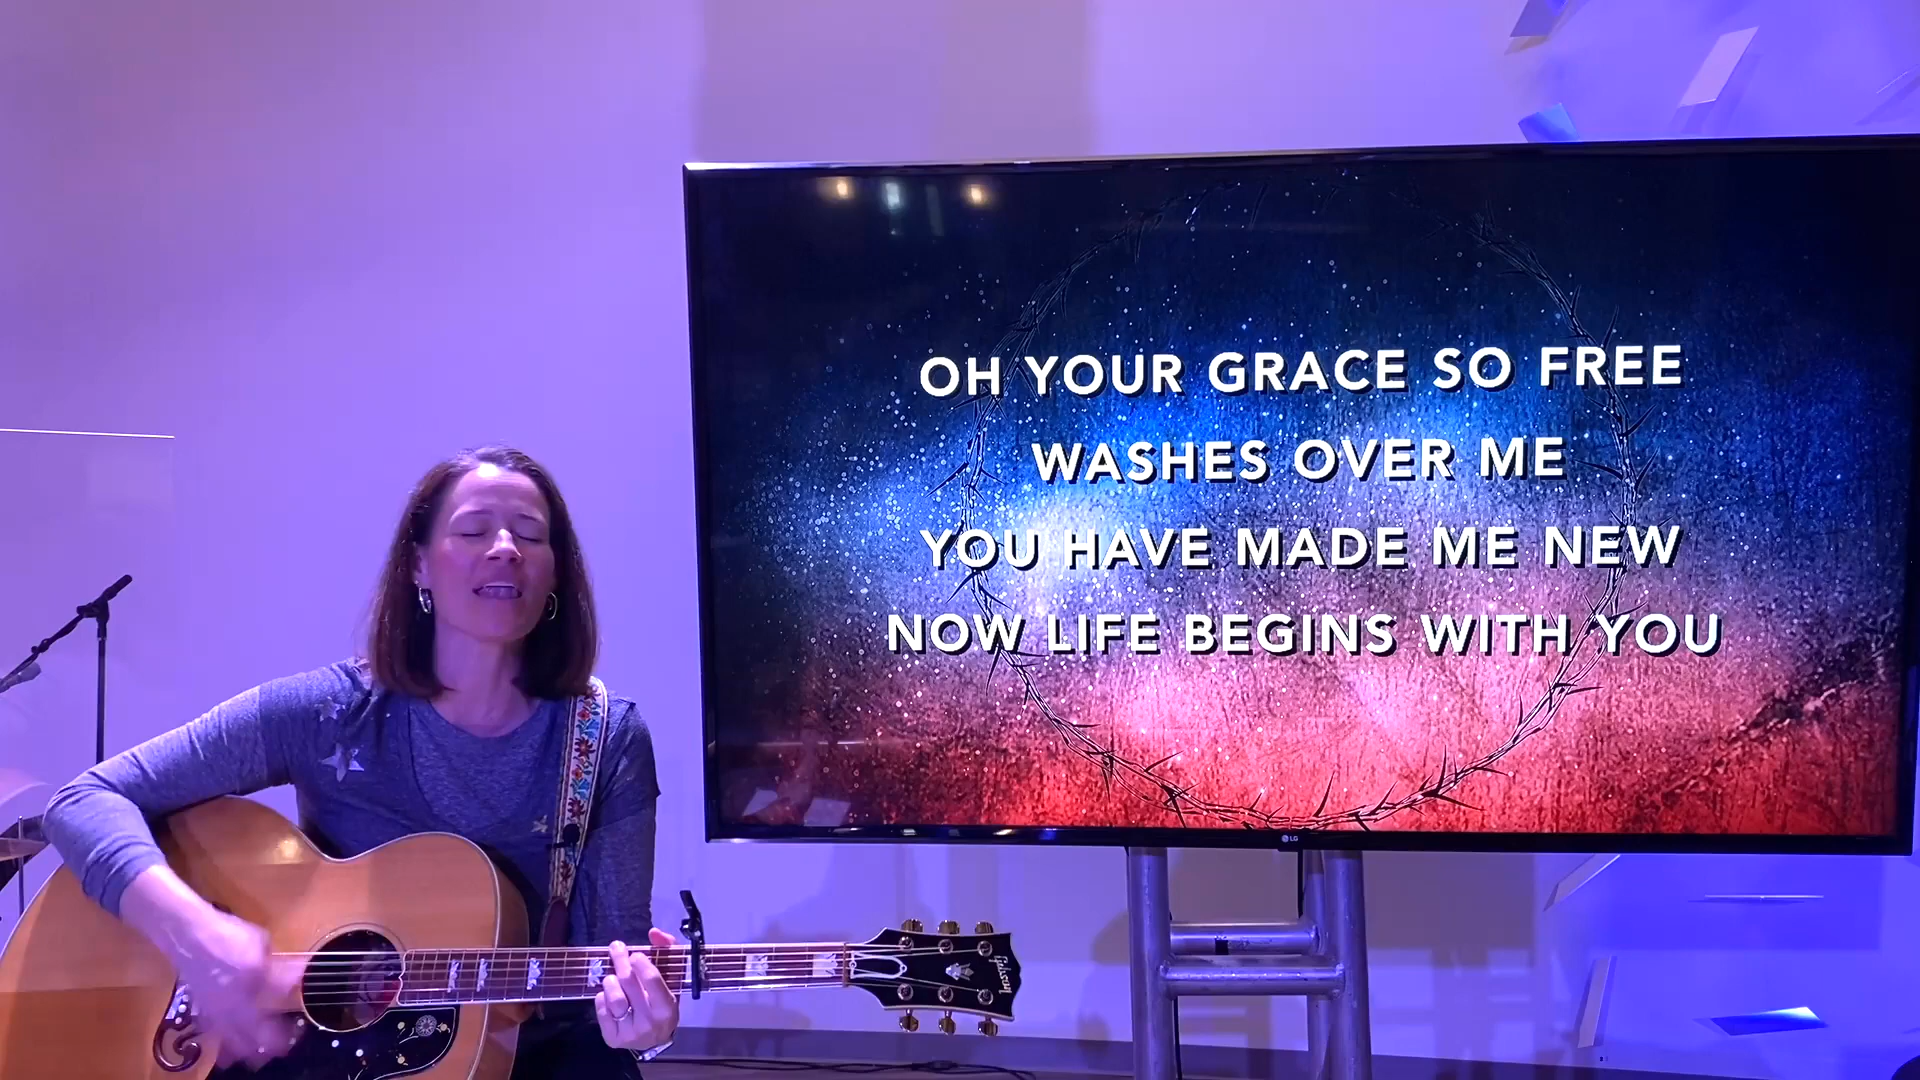 OH YOUR GRACE SO FREE
WASHES OVER ME
YOU HAVE MADE ME NEW
NOW LIFE BEGINS WITH YOU
LG
Gibson